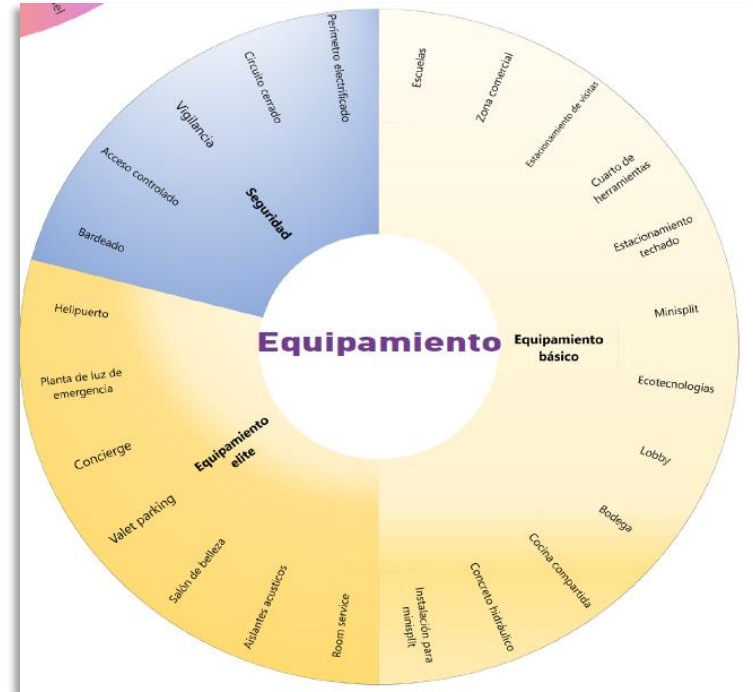 el
Equipamiento
Seguridad
Bardeado
Acceso controlado
Vigilancia
Circuito cerrado
Perímetro electrificado
Equipamiento
básico
Escuelas
Zona comercial
Estacionamiento de visitas
Cuarto de
herramientas
Estacionamiento
techado
Minisplit
Ecotecnologías
Lobby
Bodega
Cocina compartida
Concreto hidráulico
Instalación para
minisplit
Equipamiento
elite
Room service
Aislantes acusticos
Salón de belleza
Valet parking
Concierge
Planta de luz de
emergencia
Helipuerto